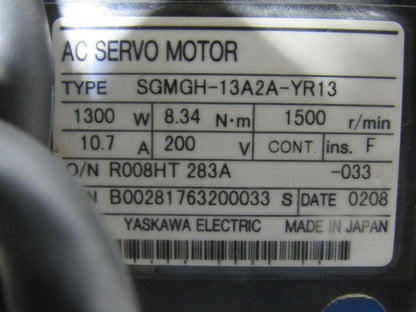 AC SERVO MOTOR
TYPE SGMGH-13A2A-YR13
1300 W 8.34 N·m 1500 r/min
10.7 A 200 V CONT. ins. F
O/N R008HT 283A -033
N B00281763200033 S DATE 0208
YASKAWA ELECTRIC MADE IN JAPAN